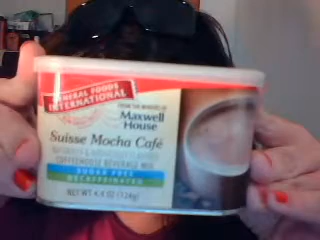 GENERAL FOODS
INTERNATIONAL
FROM THE MAKERS OF
Maxwell
House
Suisse Mocha Café
COFFEEHOUSE BEVERAGE MIX
SUGAR FREE
DECAFFEINATED
NET WT 4.4 OZ (124g)